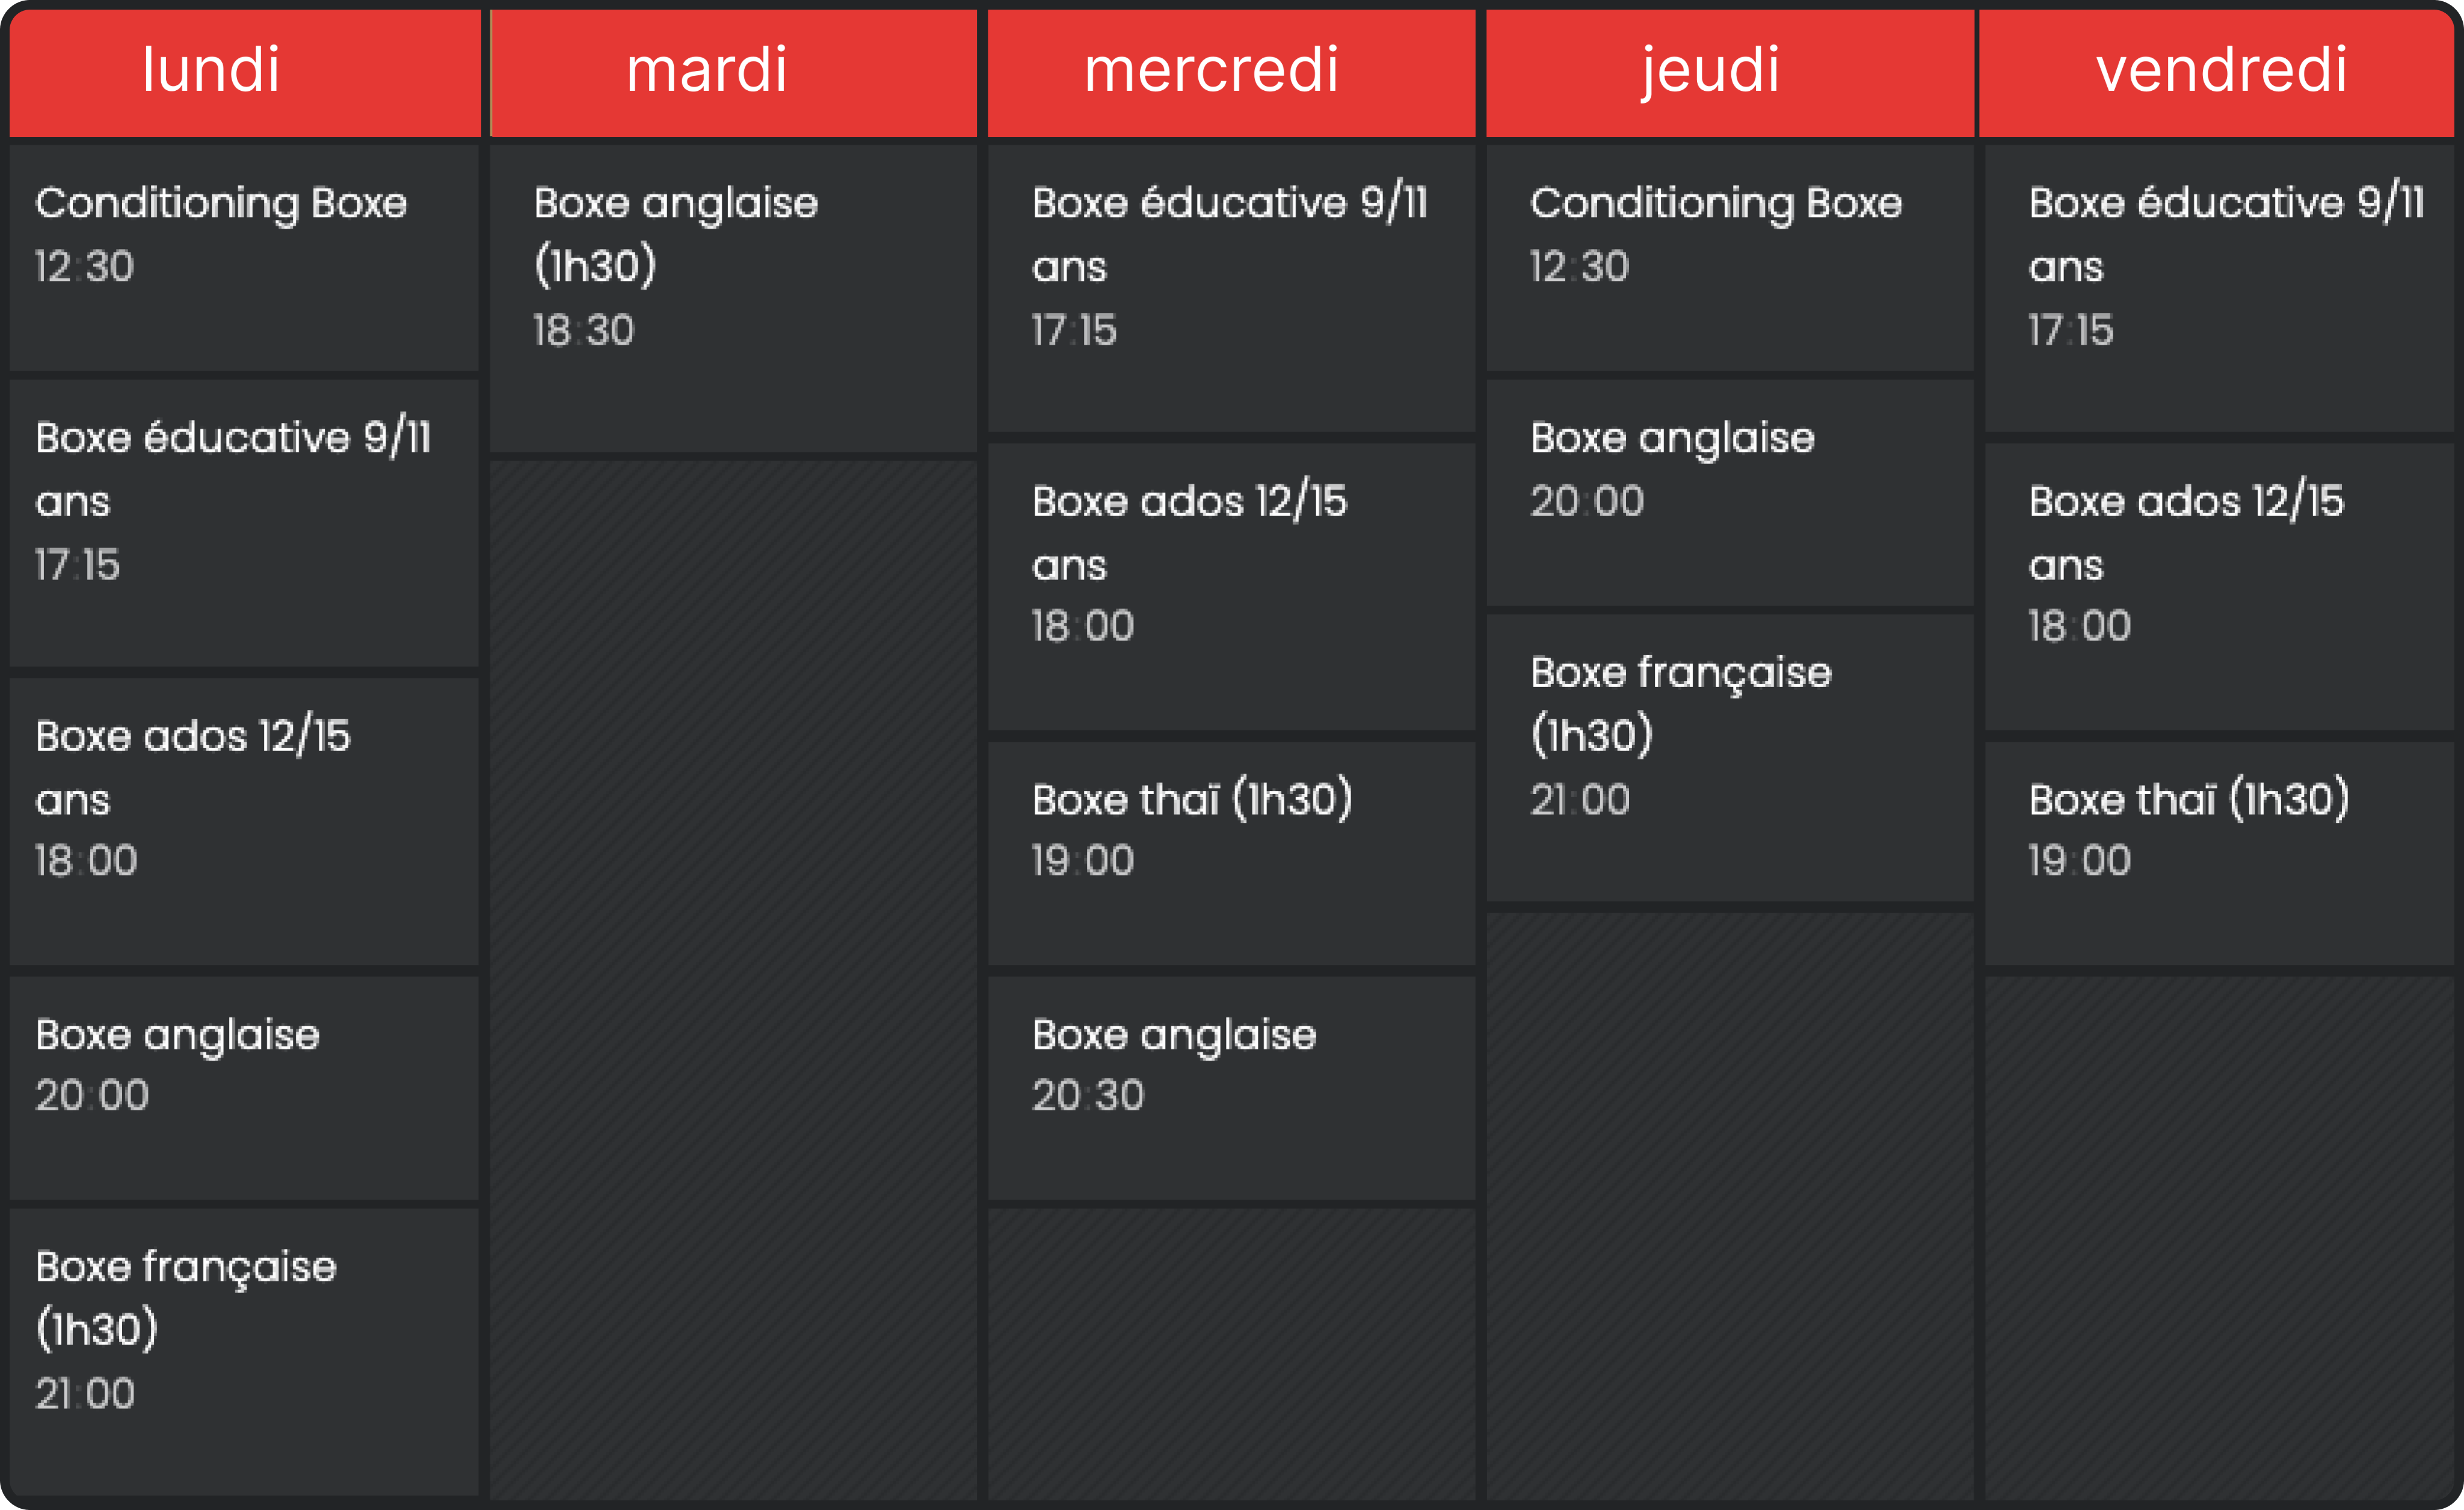 lundi
Conditioning Boxe
12:30
Boxe éducative 9/11
ans
17:15
Boxe ados 12/15
ans
18:00
Boxe anglaise
20:00
Boxe française
(1h30)
21:00
mardi
Boxe anglaise
(1h30)
18:30
mercredi
Boxe éducative 9/11
ans
17:15
Boxe ados 12/15
ans
18:00
Boxe thaï (1h30)
19:00
Boxe anglaise
20:30
jeudi
Conditioning Boxe
12:30
Boxe anglaise
20:00
Boxe française
(1h30)
21:00
vendredi
Boxe éducative 9/11
ans
17:15
Boxe ados 12/15
ans
18:00
Boxe thaï (1h30)
19:00